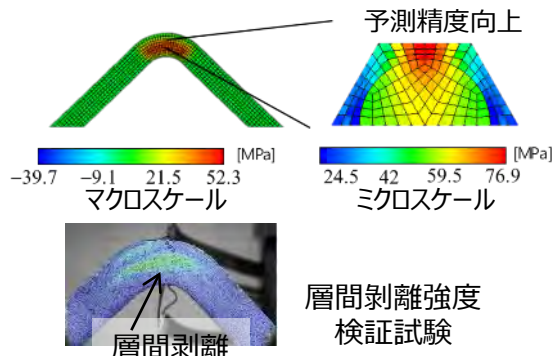 予測精度向上
[MPa]
−39.7 −9.1 21.5 52.3
マクロスケール
[MPa]
24.5 42 59.5 76.9
ミクロスケール
層間剥離
層間剥離強度
検証試験